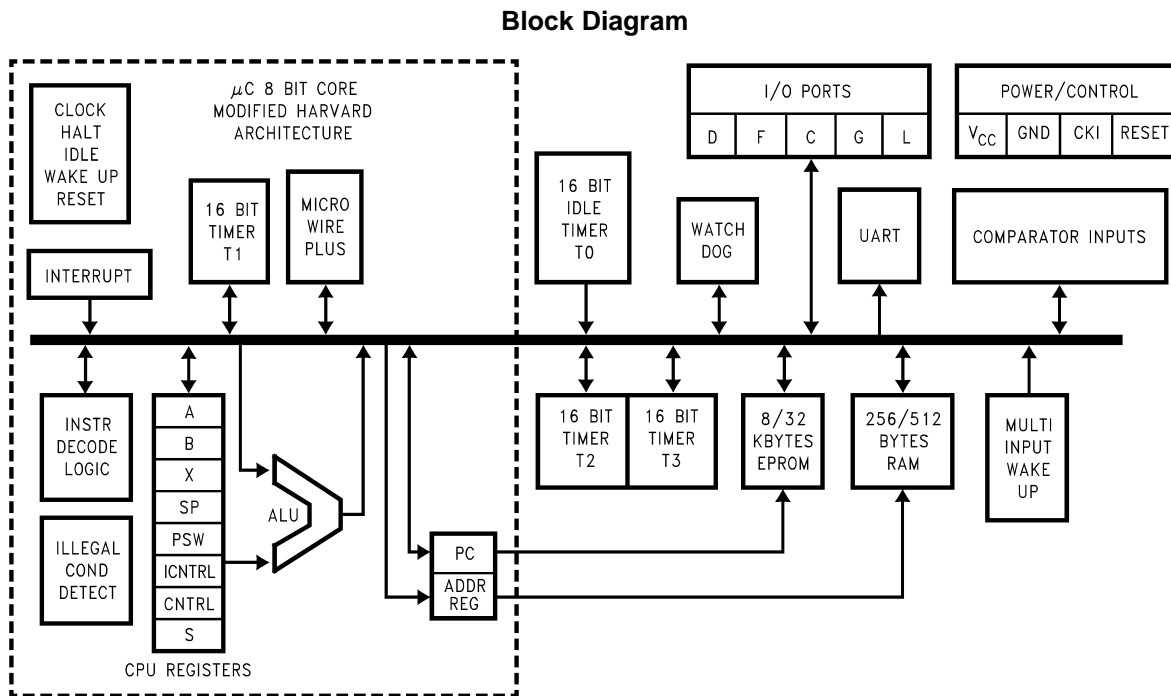 Block Diagram
CLOCK
HALT
IDLE
WAKE UP
RESET
μC 8 BIT CORE
MODIFIED HARVARD
ARCHITECTURE
16 BIT
TIMER
T1
MICRO
WIRE
PLUS
INTERRUPT
16 BIT
IDLE
TIMER
T0
I/O PORTS
D F C G L
POWER/CONTROL
VCC GND CKI RESET
WATCH
DOG
UART
COMPARATOR INPUTS
INSTR
DECODE
LOGIC
ILLEGAL
COND
DETECT
A
B
X
SP
PSW
ICNTRL
CNTRL
S
CPU REGISTERS
ALU
PC
ADDR
REG
16 BIT
TIMER
T2
16 BIT
TIMER
T3
8/32
KBYTES
EPROM
256/512
BYTES
RAM
MULTI
INPUT
WAKE
UP